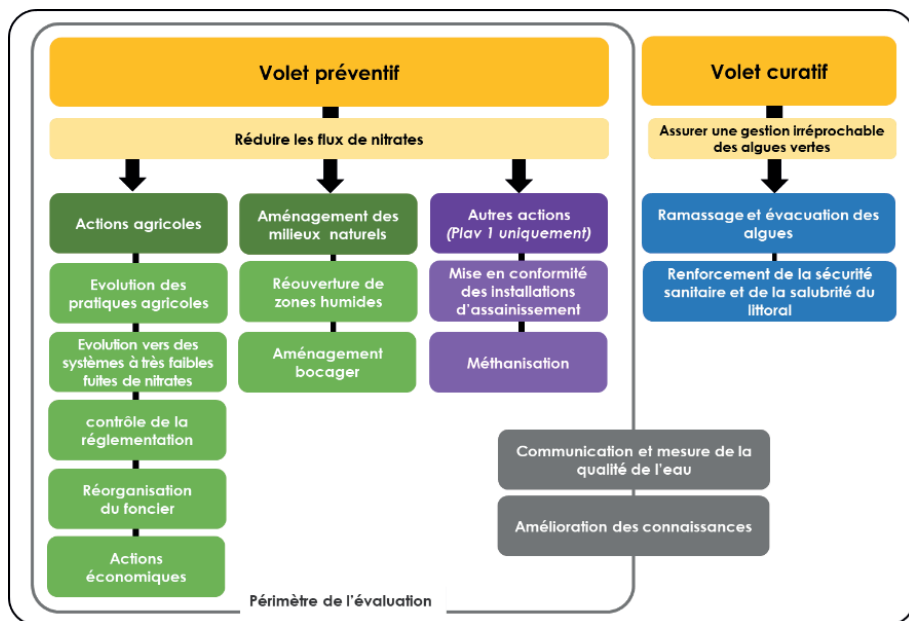 Volet préventif
Réduire les flux de nitrates
Actions agricoles
Evolution des
pratiques agricoles
Evolution vers des
systèmes à très faibles
fuites de nitrates
contrôle de la
réglementation
Réorganisation
du foncier
Actions
économiques
Aménagement des
milieux naturels
Réouverture de
zones humides
Aménagement
bocager
Autres actions
(Plav 1 uniquement)
Mise en conformité
des installations
d'assainissement
Méthanisation
Volet curatif
Assurer une gestion irréprochable
des algues vertes
Ramassage et évacuation des
algues
Renforcement de la sécurité
sanitaire et de la salubrité du
littoral
Communication et mesure de la
qualité de l'eau
Amélioration des connaissances
Périmètre de l'évaluation